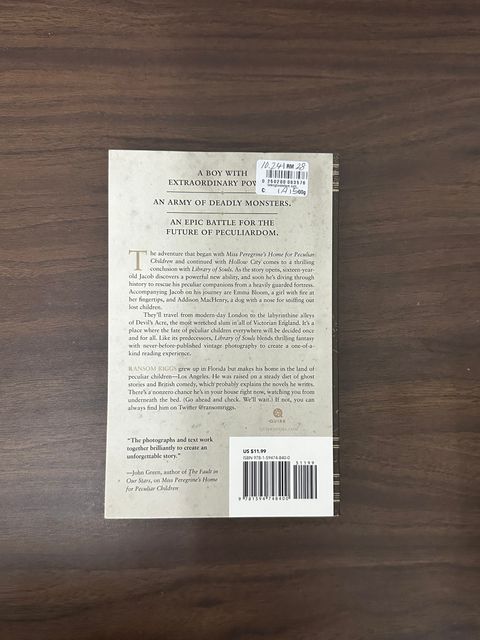 A BOY WITH
EXTRAORDINARY
AN ARMY OF DEADLY MONSTERS.
AN EPIC BATTLE FOR THE
FUTURE OF PECULIARDOM.
The adventure that began with Miss Peregrine's Home for Peculiar
Children and continued with Hollow City comes to a thrilling
conclusion with Library of Souls. As the story opens, sixteen-year-
old Jacob discovers a powerful new ability, and soon he's diving through
history to rescue his peculiar companions from a heavily guarded fortress.
Accompanying Jacob on his journey are Emma Bloom, a girl with fire at
her fingertips, and Addison MacHenry, a dog with a nose for sniffing out
lost children.
They'll travel from modern-day London to the labyrinthine alleys
of Devil's Acre, the most wretched slum in all of Victorian England. It's a
place where the fate of peculiar children everywhere will be decided once
and for all. Like its predecessors, Library of Souls blends thrilling fantasy
with never-before-published vintage photography to create a one-of-a-
kind reading experience.
RANSOM RIGGS grew up in Florida but makes his home in the land of
peculiar children—Los Angeles. He was raised on a steady diet of ghost
stories and British comedy, which probably explains the novels he writes.
There's a nonzero chance he's in your house right now, watching you from
underneath the bed. (Go ahead and check. We'll wait.) If not, you can
always find him on Twitter @ransomriggs.
QUIRK
"The photographs and text work
together brilliantly to create an
unforgettable story."
—John Green, author of The Fault in
Our Stars, on Miss Peregrine's Home
for Peculiar Children
US $11.99
ISBN 978-1-59474-840-0
51199
9 781594 748400
RM 28